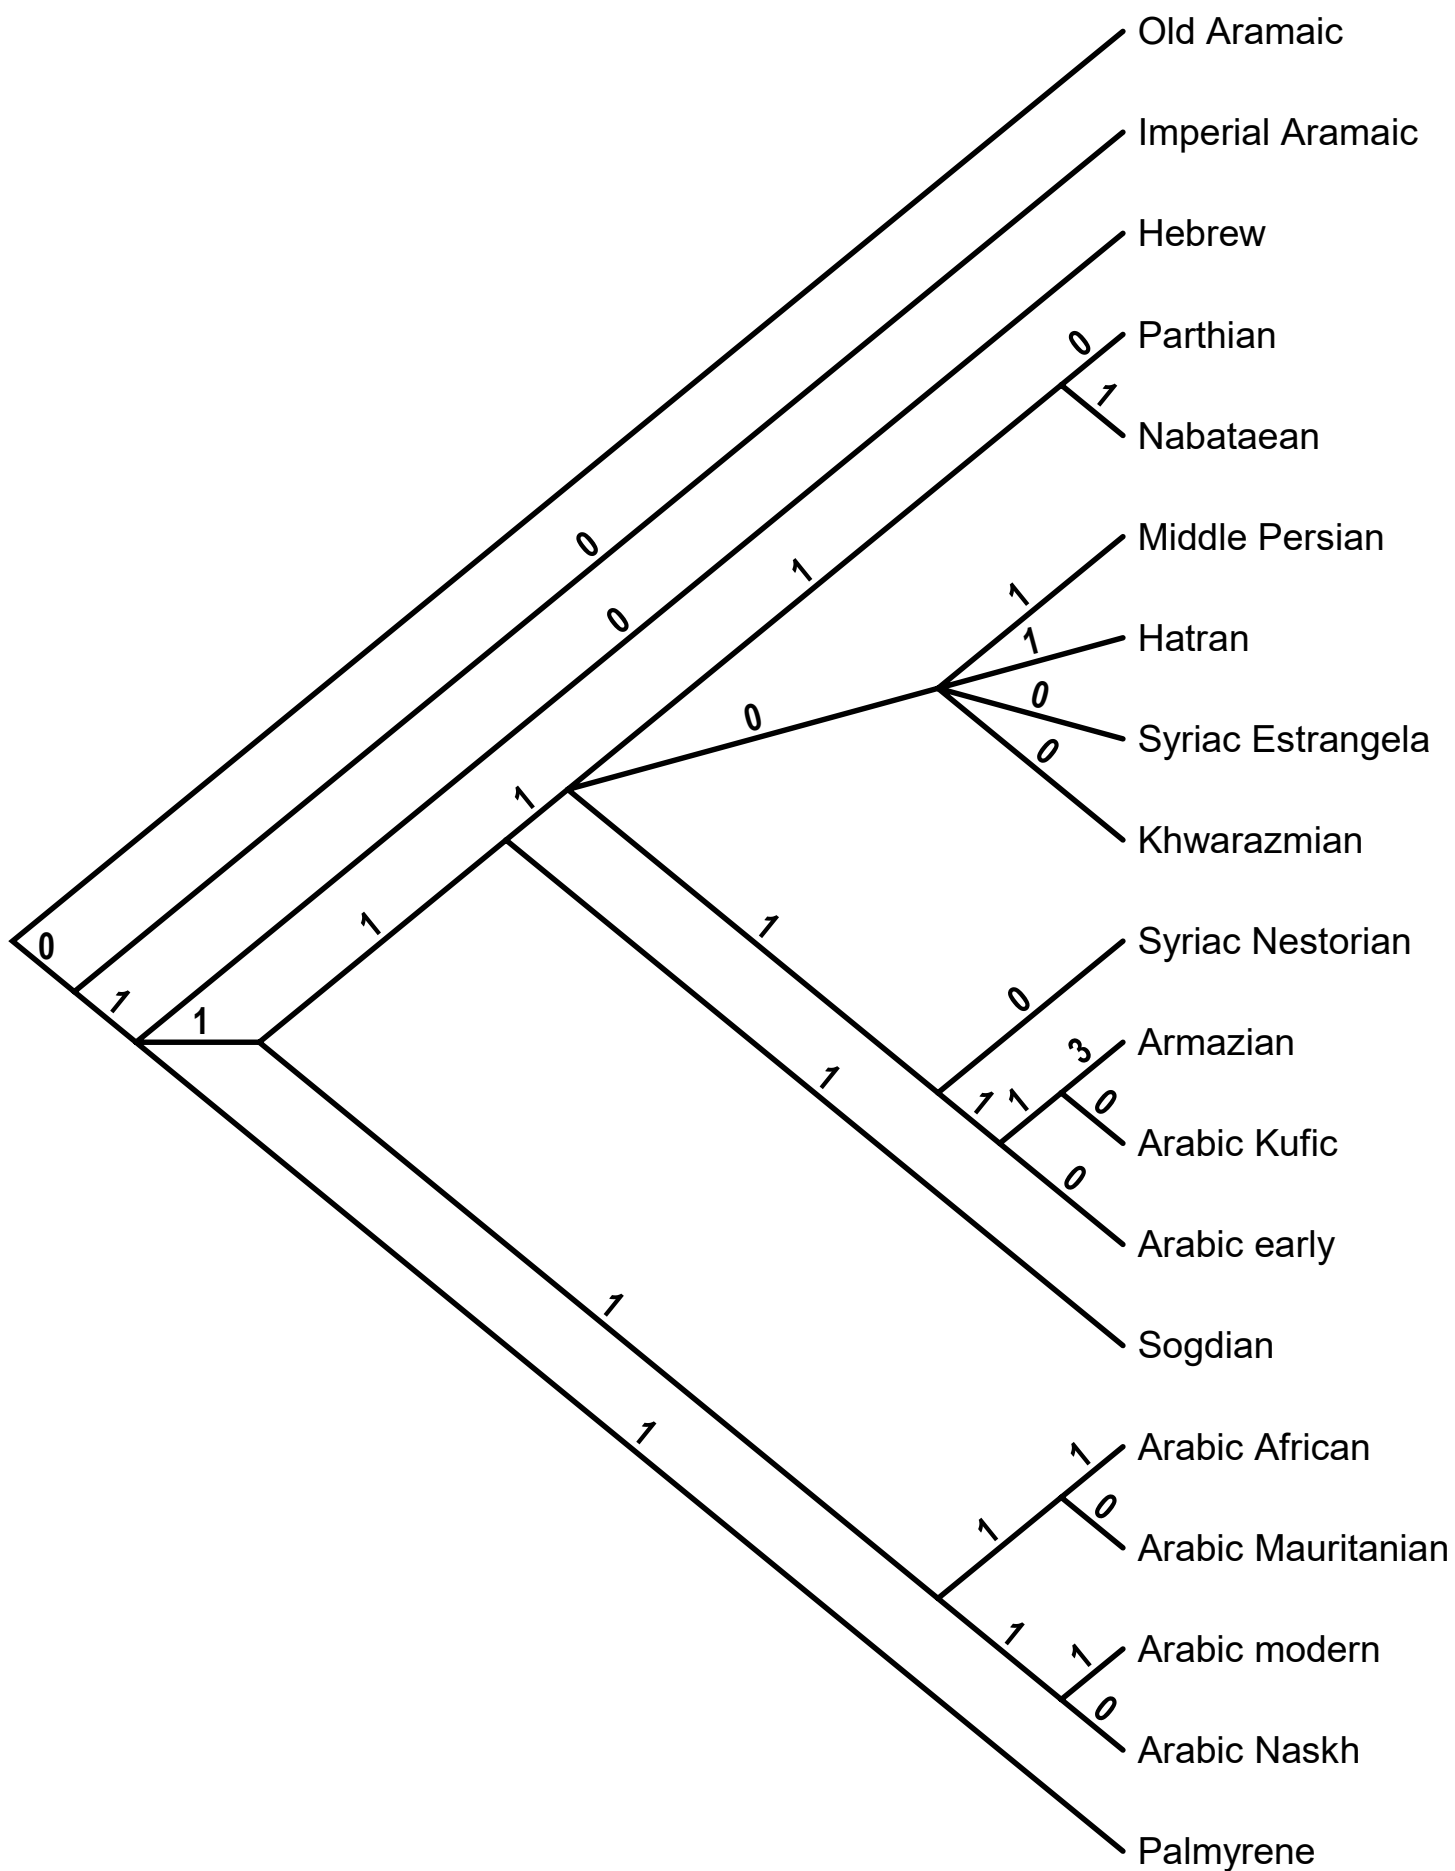 Old Aramaic
Imperial Aramaic
Hebrew
0
Parthian
1
Nabataean
0
Middle Persian
1
1
0
1
Hatran
0
Syriac Estrangela
0
0
1
Khwarazmian
1
1
0
Syriac Nestorian
0
1
1
3
Armazian
1
1
1
0
Arabic Kufic
0
Arabic early
1
Sogdian
1
1
Arabic African
1
0
Arabic Mauritanian
1
1
Arabic modern
0
Arabic Naskh
Palmyrene